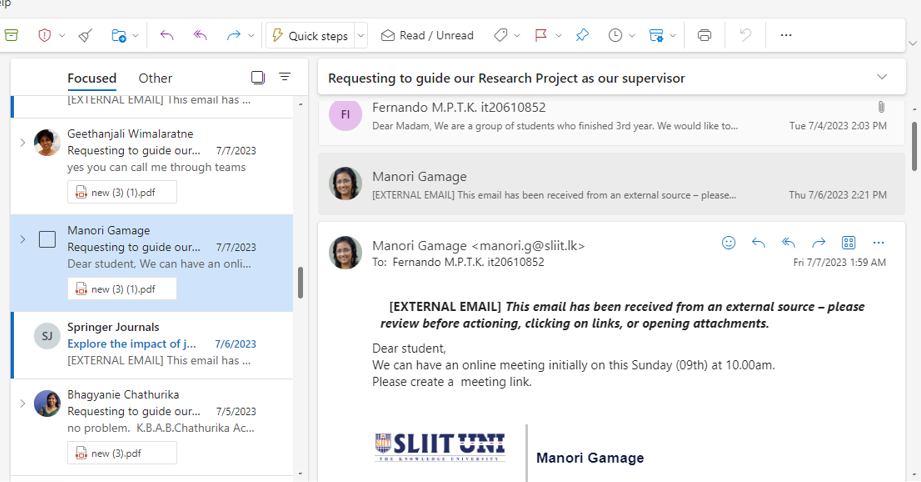 elp
Quick steps
Read / Unread
Focused
Other
[EXTERNAL EMAIL] This email has ...
Geethanjali Wimalaratne
Requesting to guide our... 7/7/2023
yes you can call me through teams
new (3) (1).pdf
Manori Gamage
Requesting to guide our... 7/7/2023
Dear student, We can have an onli...
new (3) (1).pdf
SJ
Springer Journals
Explore the impact of j... 7/6/2023
[EXTERNAL EMAIL] This email has ...
Bhagyanie Chathurika
Requesting to guide our... 7/5/2023
no problem. K.B.A.B.Chathurika Ac...
new (3).pdf
Requesting to guide our Research Project as our supervisor
FI
Fernando M.P.T.K. it20610852
Dear Madam, We are a group of students who finished 3rd year. We would like to... Tue 7/4/2023 2:03 PM
Manori Gamage
[EXTERNAL EMAIL] This email has been received from an external source – please... Thu 7/6/2023 2:21 PM
Manori Gamage <manori.g@sliit.lk>
To: Fernando M.P.T.K. it20610852
Fri 7/7/2023 1:59 AM
[EXTERNAL EMAIL] This email has been received from an external source – please
review before actioning, clicking on links, or opening attachments.
Dear student,
We can have an online meeting initially on this Sunday (09th) at 10.00am.
Please create a meeting link.
SLIIT UNI
THE KNOWLEDGE UNIVERSITY
Manori Gamage